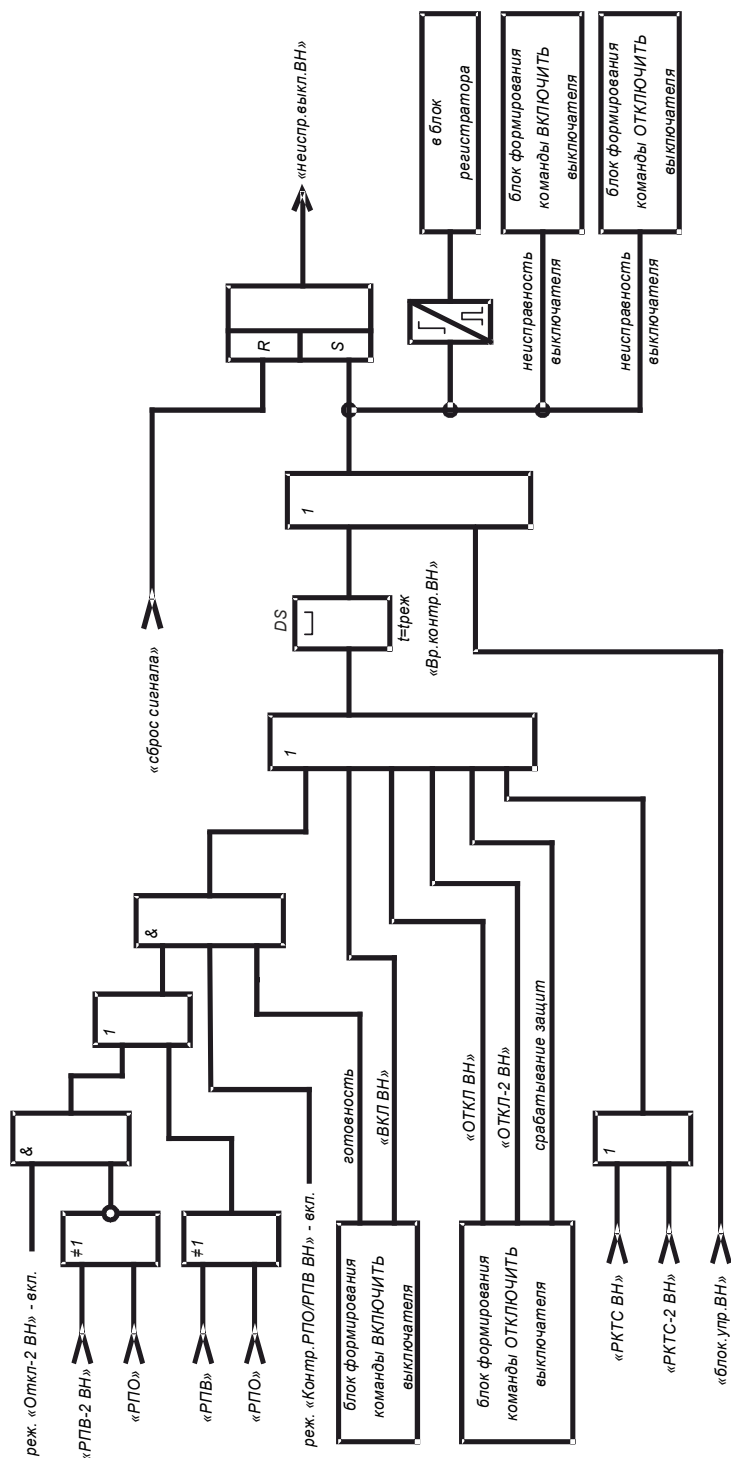 реж. «Откл-2 ВН» - вкл.
«РПВ-2 ВН»
«РПО»
«РПВ»
«РПО»
реж. «Контр.РПО/РПВ ВН» - вкл.
блок формирования
команды ВКЛЮЧИТЬ
выключателя
блок формирования
команды ОТКЛЮЧИТЬ
выключателя
«РКТС ВН»
«РКТС-2 ВН»
«блок.упр.ВН»
≠1
≠1
&
1
&
готовность
«ВКЛ ВН»
«ОТКЛ ВН»
«ОТКЛ-2 ВН»
срабатывание защит
1
«сброс сигнала»
1
DS
t=tреж
«Вр.контр.ВН»
1
R
S
«неиспр.выкл.ВН»
неисправность
выключателя
неисправность
выключателя
в блок
регистратора
блок формирования
команды ВКЛЮЧИТЬ
выключателя
блок формирования
команды ОТКЛЮЧИТЬ
выключателя